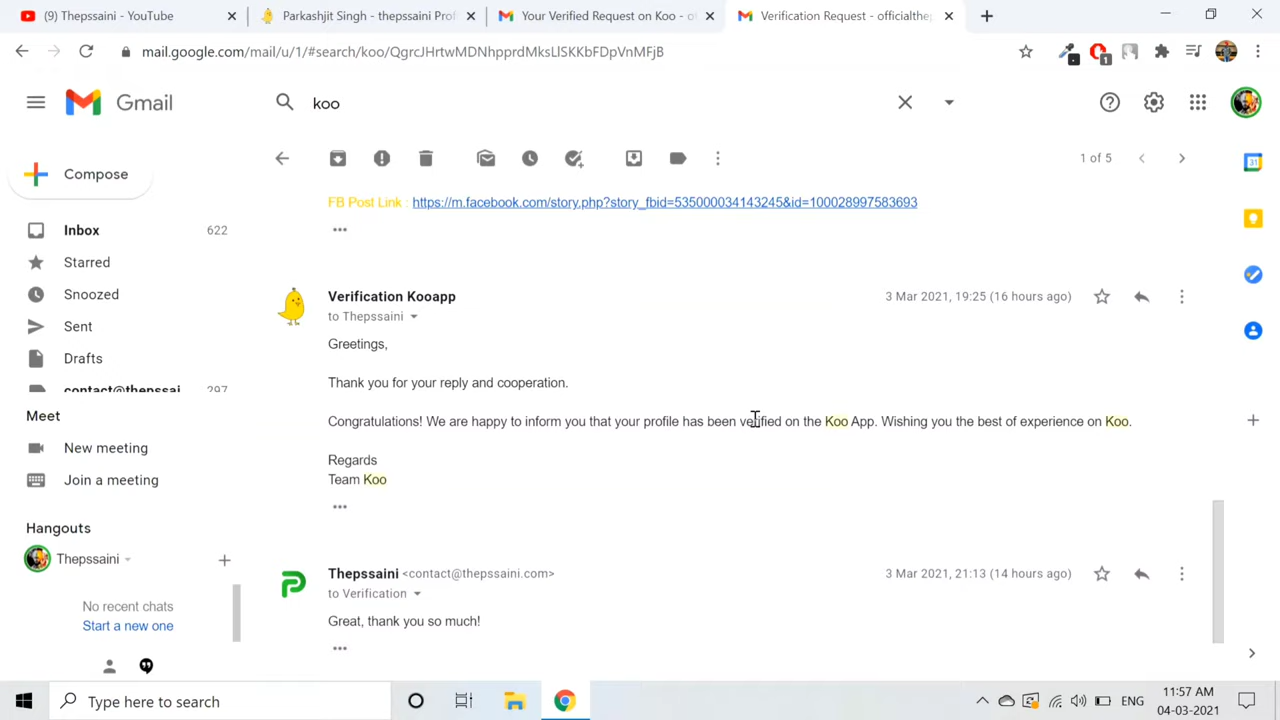 (9) Thepssaini - YouTube
Parkashjit Singh - thepssaini Prof
Your Verified Request on Koo - of
Verification Request - officialthep
mail.google.com/mail/u/1/#search/koo/QgrcJHrtwMDNhpprdMksLlSKKbFDpVnMFjB
1
Gmail
koo
Compose
1 of 5
31
FB Post Link : https://m.facebook.com/story.php?story_fbid=535000034143245&id=100028997583693
Inbox 622
Starred
Snoozed
Sent
Drafts
contact@thepssai 297
Meet
New meeting
Join a meeting
Hangouts
Thepssaini
No recent chats
Start a new one
Verification Kooapp 3 Mar 2021, 19:25 (16 hours ago)
to Thepssaini
Greetings,
Thank you for your reply and cooperation.
Congratulations! We are happy to inform you that your profile has been verified on the Koo App. Wishing you the best of experience on Koo.
Regards
Team Koo
Thepssaini <contact@thepssaini.com> 3 Mar 2021, 21:13 (14 hours ago)
to Verification
Great, thank you so much!
Type here to search
ENG
11:57 AM
04-03-2021